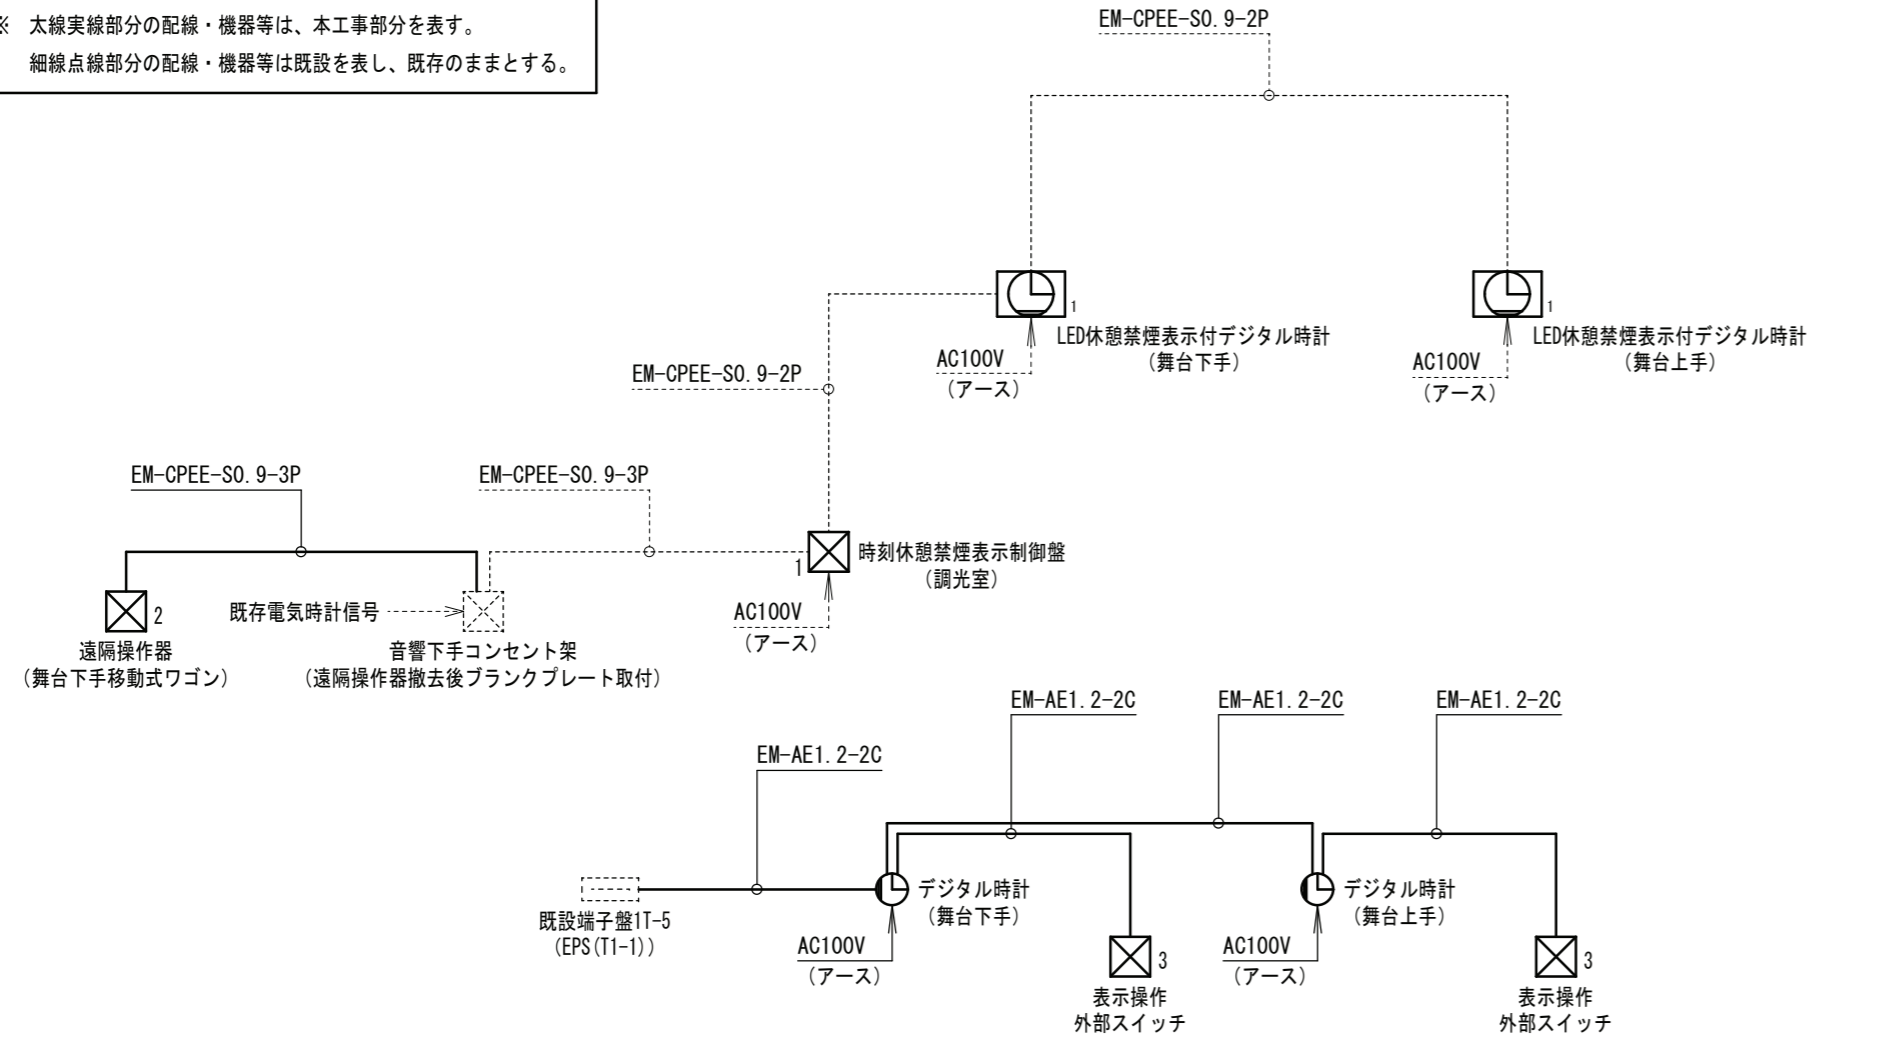 ※ 太線実線部分の配線・機器等は、本工事部分を表す。
細線点線部分の配線・機器等は既設を表し、既存のままとする。
EM-CPEE-S0.9-2P
1
LED休憩禁煙表示付デジタル時計
(舞台下手)
AC100V
(アース)
1
LED休憩禁煙表示付デジタル時計
(舞台上手)
AC100V
(アース)
EM-CPEE-S0.9-2P
EM-CPEE-S0.9-3P
EM-CPEE-S0.9-3P
1
時刻休憩禁煙表示制御盤
(調光室)
AC100V
(アース)
2
遠隔操作器
(舞台下手移動式ワゴン)
既存電気時計信号
音響下手コンセント架
(遠隔操作器撤去後ブランクプレート取付)
EM-AE1.2-2C
EM-AE1.2-2C
EM-AE1.2-2C
EM-AE1.2-2C
既設端子盤1T-5
(EPS(T1-1))
デジタル時計
(舞台下手)
AC100V
(アース)
3
表示操作
外部スイッチ
デジタル時計
(舞台上手)
AC100V
(アース)
3
表示操作
外部スイッチ